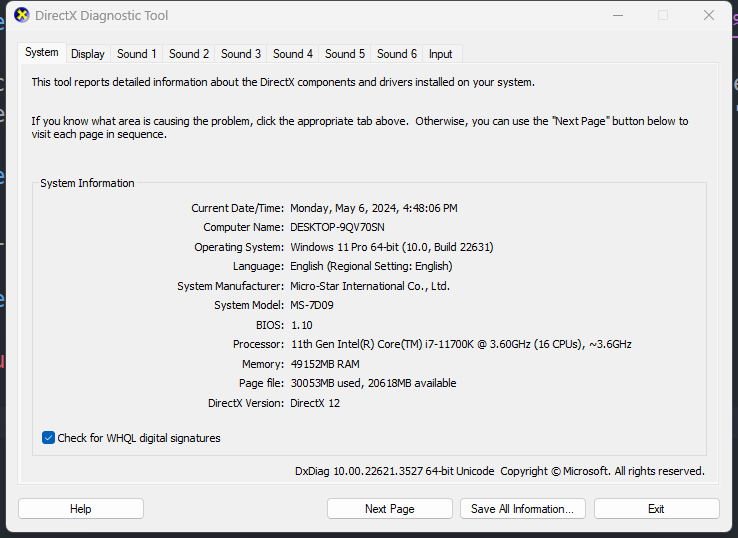 DirectX Diagnostic Tool
System Display Sound 1 Sound 2 Sound 3 Sound 4 Sound 5 Sound 6 Input
This tool reports detailed information about the DirectX components and drivers installed on your system.
If you know what area is causing the problem, click the appropriate tab above.  Otherwise, you can use the "Next Page" button below to
visit each page in sequence.
System Information
Current Date/Time: Monday, May 6, 2024, 4:48:06 PM
Computer Name: DESKTOP-9QV70SN
Operating System: Windows 11 Pro 64-bit (10.0, Build 22631)
Language: English (Regional Setting: English)
System Manufacturer: Micro-Star International Co., Ltd.
System Model: MS-7D09
BIOS: 1.10
Processor: 11th Gen Intel(R) Core(TM) i7-11700K @ 3.60GHz (16 CPUs), ~3.6GHz
Memory: 49152MB RAM
Page file: 30053MB used, 20618MB available
DirectX Version: DirectX 12
Check for WHQL digital signatures
DxDiag 10.00.22621.3527 64-bit Unicode  Copyright © Microsoft. All rights reserved.
Help Next Page Save All Information... Exit